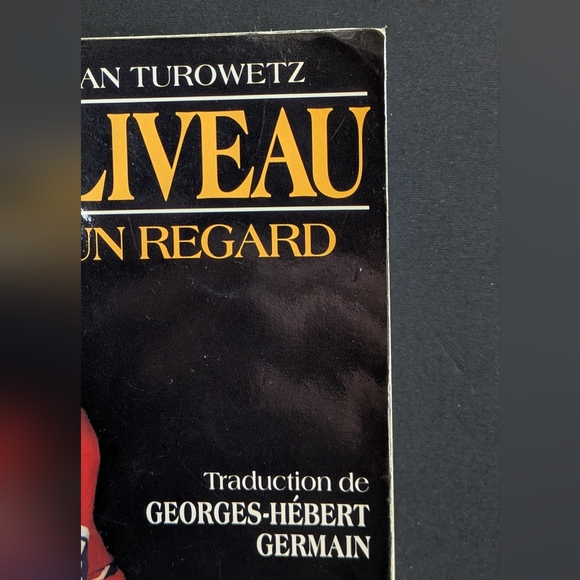 AN TUROWETZ
LIVEAU
UN REGARD
Traduction de
GEORGES-HÉBERT
GERMAIN